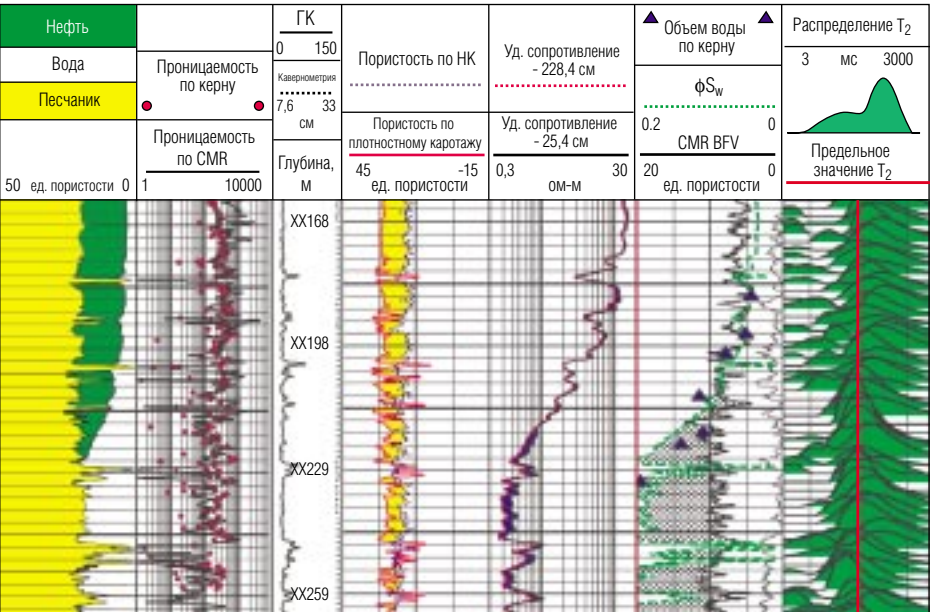 Нефть
Вода
Песчаник
50 ед. пористости 0
Проницаемость
по керну
Проницаемость
по CMR
1 10000
ГК
0 150
Кавернометрия
7,6 33
см
Глубина,
м
Пористость по НК
Пористость по
плотностному каротажу
45 -15
ед. пористости
Уд. сопротивление
- 228,4 см
Уд. сопротивление
- 25,4 см
0,3 30
ом-м
Объем воды
по керну
ϕSw
0.2 0
CMR BFV
20 0
ед. пористости
Распределение T2
3 мс 3000
Предельное
значение T2
XX168
XX198
XX229
XX259